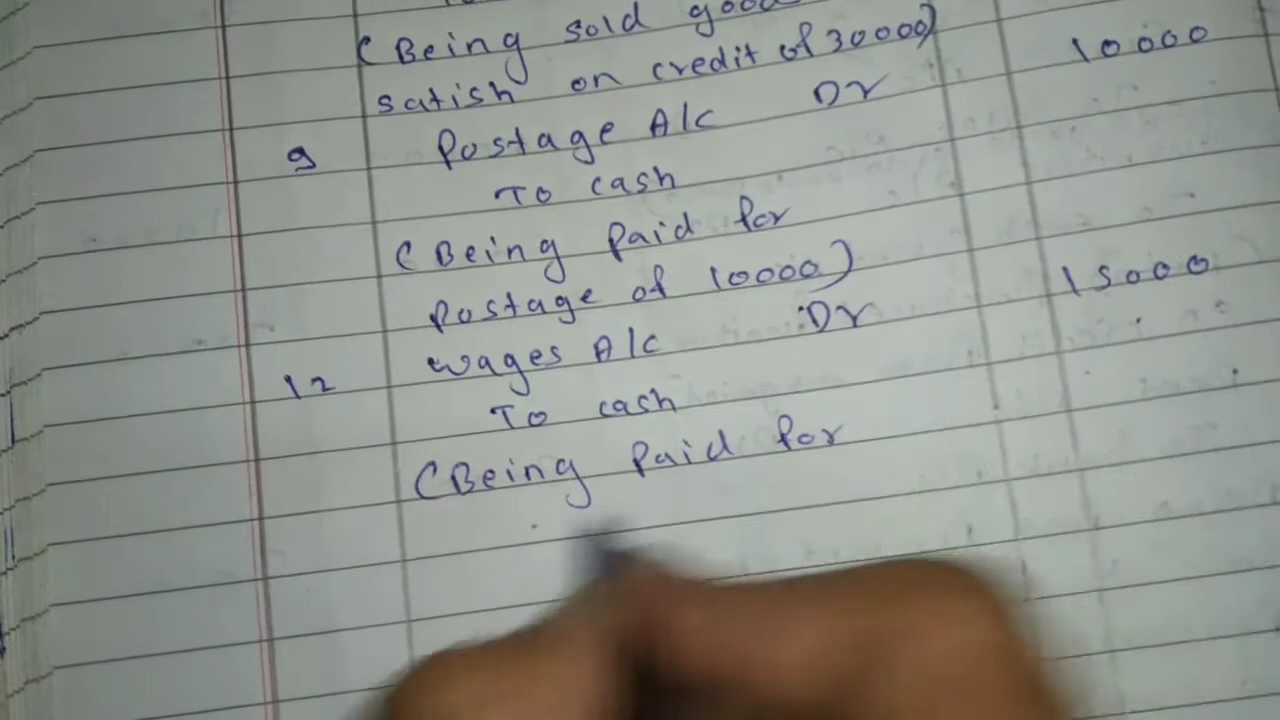 (Being sold good
satish on credit of 30000)
9 Postage A/c Dr 10000
To cash
(Being Paid for
Postage of 10000)
12 wages A/c Dr 15000
To cash
(Being Paid for